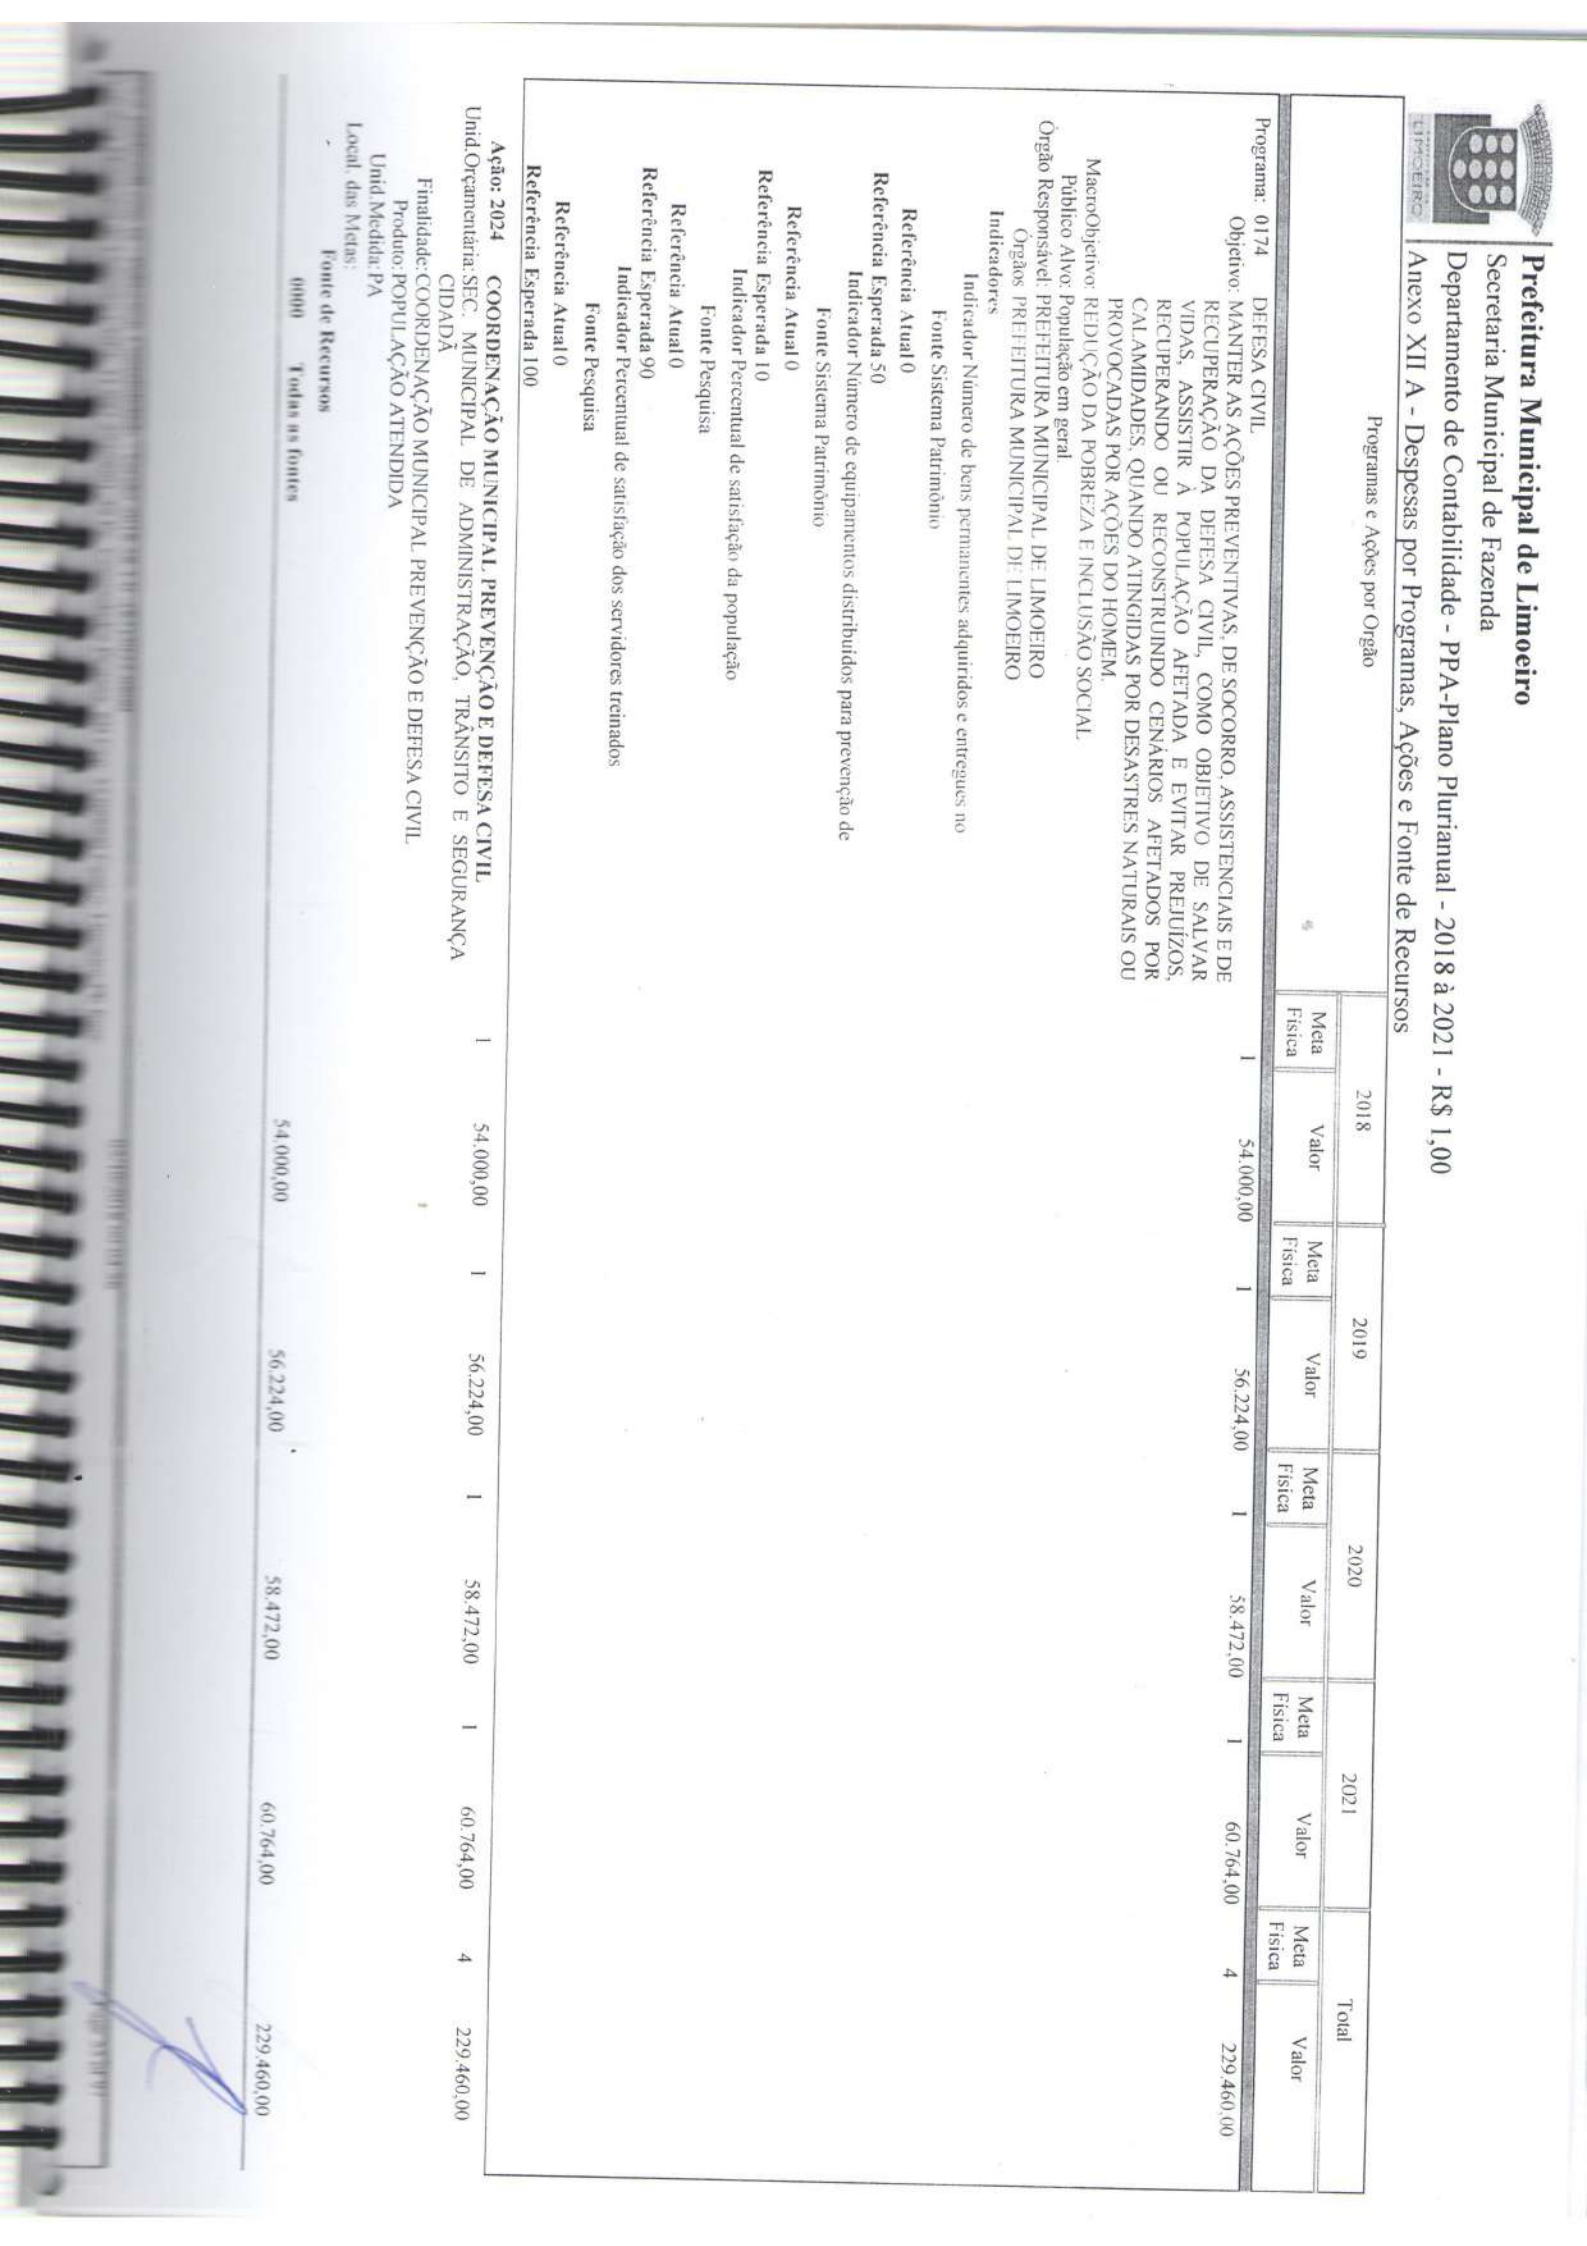 LIMOEIRO
Prefeitura Municipal de Limoeiro
Secretaria Municipal de Fazenda
Departamento de Contabilidade - PPA-Plano Plurianual - 2018 à 2021 - R$ 1,00
Anexo XII A - Despesas por Programas, Ações e Fonte de Recursos
Programas e Ações por Orgão 2018 2019 2020 2021 Total
Meta Física Valor Meta Física Valor Meta Física Valor Meta Física Valor Meta Física Valor
Programa: 0174 DEFESA CIVIL
1 54.000,00 1 56.224,00 1 58.472,00 1 60.764,00 4 229.460,00
Objetivo: MANTER AS AÇÕES PREVENTIVAS, DE SOCORRO, ASSISTENCIAIS E DE
RECUPERAÇÃO DA DEFESA CIVIL, COMO OBJETIVO DE SALVAR
VIDAS, ASSISTIR À POPULAÇÃO AFETADA E EVITAR PREJUÍZOS,
RECUPERANDO OU RECONSTRUINDO CENÁRIOS AFETADOS POR
CALAMIDADES, QUANDO ATINGIDAS POR DESASTRES NATURAIS OU
PROVOCADAS POR AÇÕES DO HOMEM.
MacroObjetivo: REDUÇÃO DA POBREZA E INCLUSÃO SOCIAL
Público Alvo: População em geral.
Orgão Responsável: PREFEITURA MUNICIPAL DE LIMOEIRO
Orgãos PREFEITURA MUNICIPAL DE LIMOEIRO
Indicadores
Indicador Número de bens permanentes adquiridos e entregues no
Fonte Sistema Patrimônio
Referência Atual 0
Referência Esperada 50
Indicador Número de equipamentos distribuídos para prevenção de
Fonte Sistema Patrimônio
Referência Atual 0
Referência Esperada 10
Indicador Percentual de satisfação da população
Fonte Pesquisa
Referência Atual 0
Referência Esperada 90
Indicador Percentual de satisfação dos servidores treinados
Fonte Pesquisa
Referência Atual 0
Referência Esperada 100
Ação: 2024 COORDENAÇÃO MUNICIPAL PREVENÇÃO E DEFESA CIVIL 1 54.000,00 1 56.224,00 1 58.472,00 1 60.764,00 4 229.460,00
Unid.Orçamentária: SEC. MUNICIPAL DE ADMINISTRAÇÃO, TRÂNSITO E SEGURANÇA
CIDADÃ
Finalidade: COORDENAÇÃO MUNICIPAL PREVENÇÃO E DEFESA CIVIL
Produto: POPULAÇÃO ATENDIDA
Unid.Medida: PA
Local. das Metas:
Fonte de Recursos
0000 Todas as fontes 54.000,00 56.224,00 58.472,00 60.764,00 229.460,00